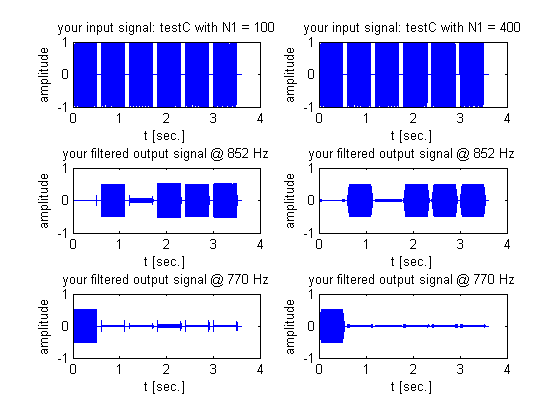 your input signal: testC with N1 = 100
1
0
-1
amplitude
0 1 2 3 4
t [sec.]
your input signal: testC with N1 = 400
1
0
-1
amplitude
0 1 2 3 4
t [sec.]
your filtered output signal @ 852 Hz
1
0
-1
amplitude
0 1 2 3 4
t [sec.]
your filtered output signal @ 852 Hz
1
0
-1
amplitude
0 1 2 3 4
t [sec.]
your filtered output signal @ 770 Hz
1
0
-1
amplitude
0 1 2 3 4
t [sec.]
your filtered output signal @ 770 Hz
1
0
-1
amplitude
0 1 2 3 4
t [sec.]